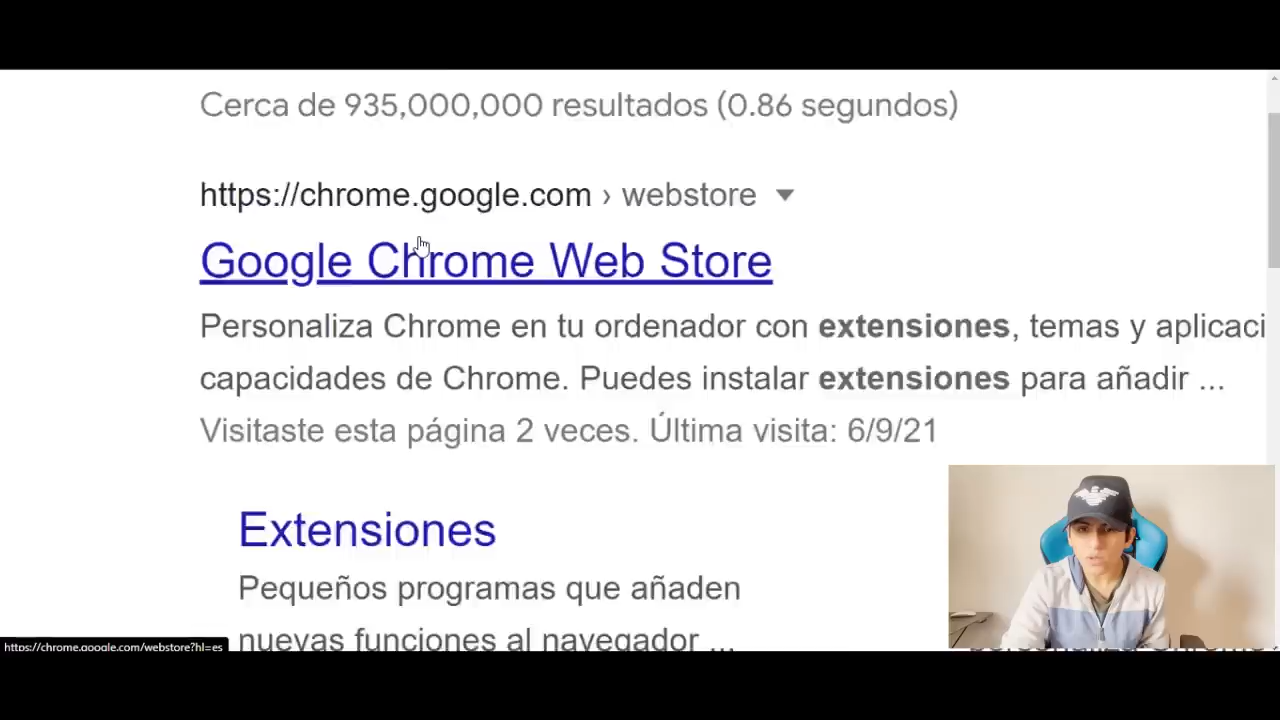 Cerca de 935,000,000 resultados (0.86 segundos)
https://chrome.google.com › webstore
Google Chrome Web Store
Personaliza Chrome en tu ordenador con extensiones, temas y aplicaci
capacidades de Chrome. Puedes instalar extensiones para añadir ...
Visitaste esta página 2 veces. Última visita: 6/9/21
Extensiones
Pequeños programas que añaden
nuevas funciones al navegador ...
https://chrome.google.com/webstore?hl=es